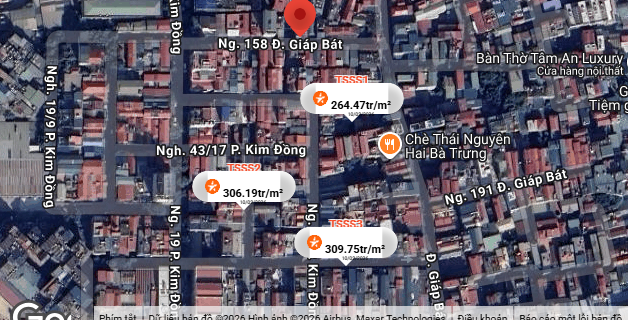 Kim Đồng
Ng. 158 Đ. Giáp Bát
Bàn Thờ Tâm An Luxury
Cửa hàng nội thất
Tiệm g
Ngh. 19/9 P. Kim Đồng
TSSS1
264.47tr/m²
Chè Thái Nguyên
Hai Bà Trưng
Ngh. 43/17 P. Kim Đồng
TSSS2
306.19tr/m²
Ng. 191 Đ. Giáp Bát
Ng. 19 P. Kim Đồng
TSSS3
309.75tr/m²
Ng.
Kim Đồng
Đ. Giáp B
Phím tắt
Dữ liệu bản đồ ©2026 Hình ảnh ©2026 Airbus, Maxar Technologies
Điều khoản
Báo cáo một lỗi bản đồ